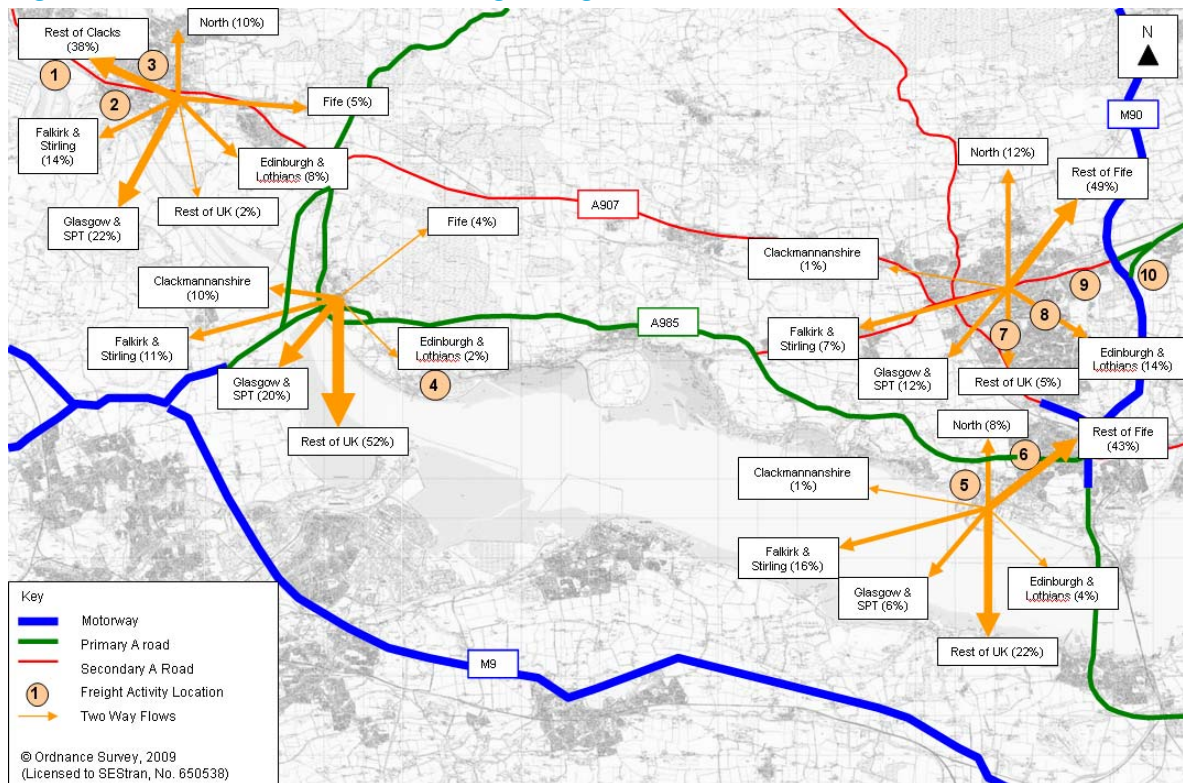 North (10%)
Rest of Clacks
(38%)
1
3
2
Fife (5%)
Falkirk &
Stirling
(14%)
Edinburgh &
Lothians (8%)
Rest of UK (2%)
Glasgow &
SPT (22%)
Fife (4%)
Clackmannanshire
(10%)
Falkirk &
Stirling (11%)
Edinburgh &
Lothians (2%)
4
Glasgow &
SPT (20%)
Rest of UK (52%)
A907
A985
N
M90
North (12%)
Rest of Fife
(49%)
Clackmannanshire
(1%)
10
9
8
7
Falkirk &
Stirling (7%)
Glasgow &
SPT (12%)
Edinburgh &
Lothians (14%)
Rest of UK (5%)
North (8%)
Rest of Fife
(43%)
6
5
Clackmannanshire
(1%)
Falkirk &
Stirling (16%)
Glasgow &
SPT (6%)
Edinburgh &
Lothians (4%)
Rest of UK (22%)
M9
Key
Motorway
Primary A road
Secondary A Road
1
Freight Activity Location
Two Way Flows
© Ordnance Survey, 2009
(Licensed to SEStran, No. 650538)